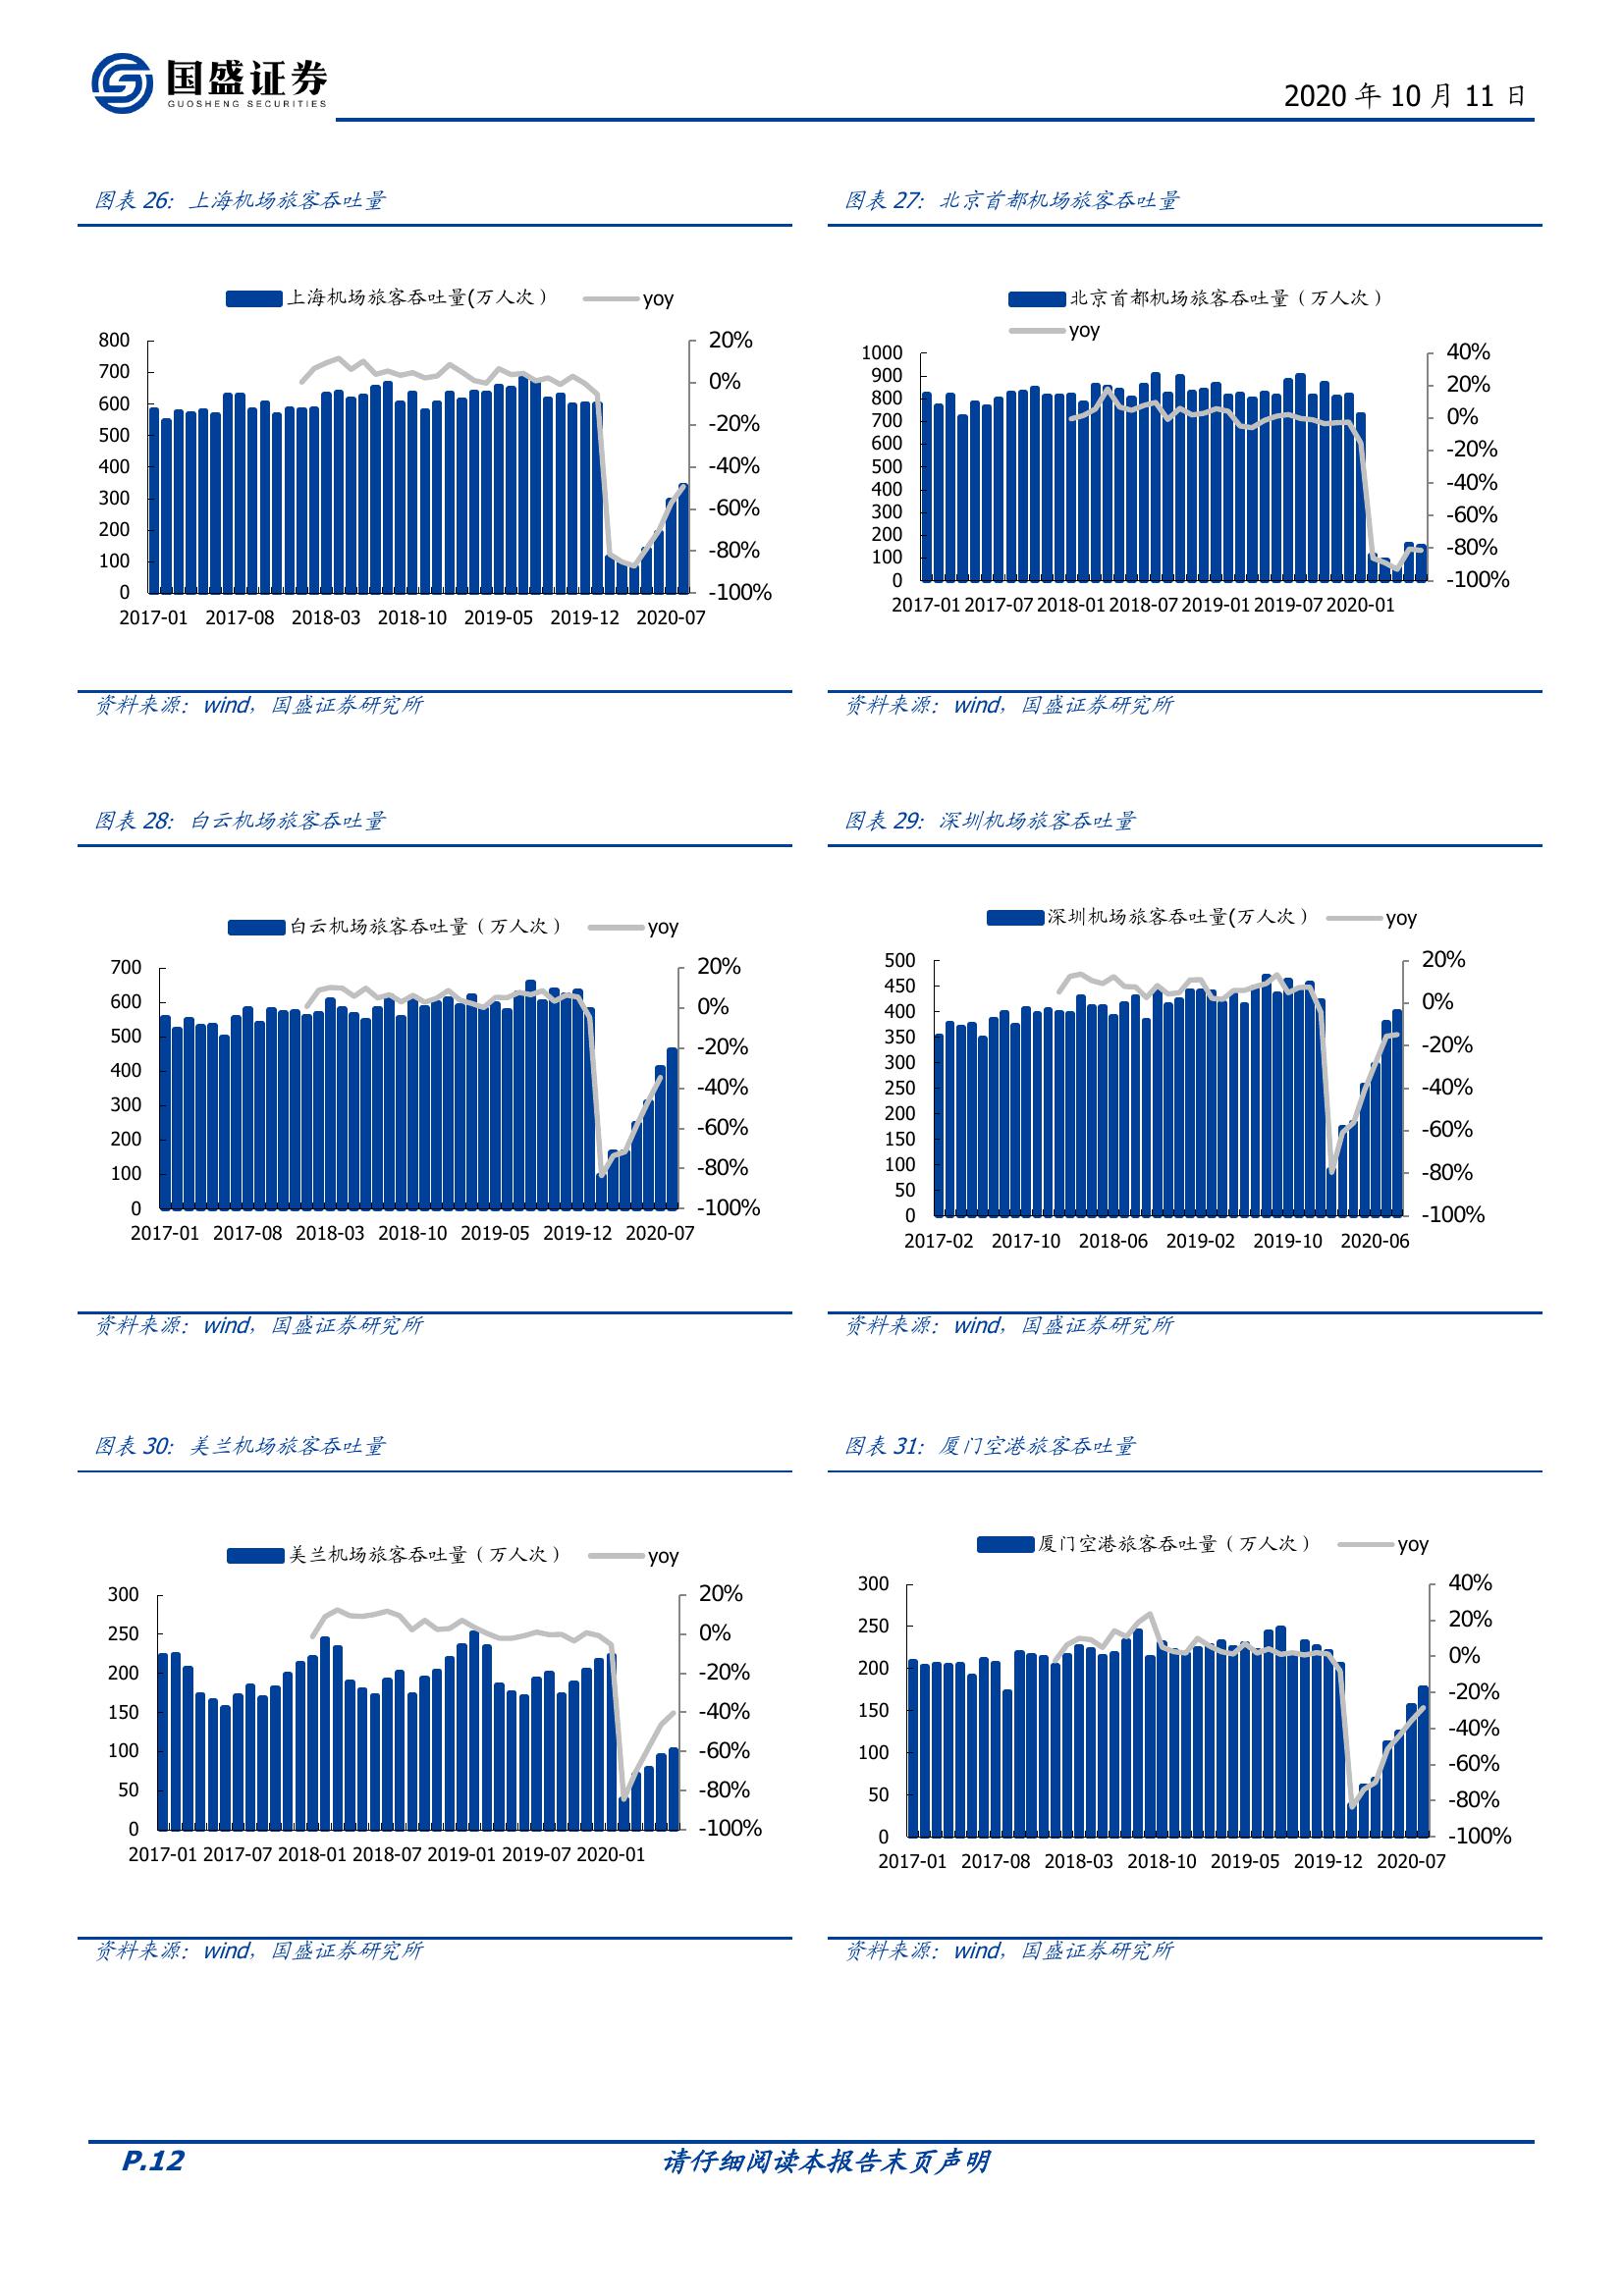 国盛证券
GUOSHENG SECURITIES
2020 年 10 月 11 日
图表 26：上海机场旅客吞吐量
上海机场旅客吞吐量(万人次） yoy
800 20%
700 0%
600 -20%
500 -40%
400
300 -60%
200 -80%
100
0 -100%
2017-01 2017-08 2018-03 2018-10 2019-05 2019-12 2020-07
资料来源：wind，国盛证券研究所
图表 27：北京首都机场旅客吞吐量
北京首都机场旅客吞吐量（万人次）
yoy
1000 40%
900 20%
800 0%
700 -20%
600
500 -40%
400
300 -60%
200 -80%
100
0 -100%
2017-01 2017-07 2018-01 2018-07 2019-01 2019-07 2020-01
资料来源：wind，国盛证券研究所
图表 28：白云机场旅客吞吐量
白云机场旅客吞吐量（万人次） yoy
700 20%
600 0%
500 -20%
400 -40%
300 -60%
200 -80%
100
0 -100%
2017-01 2017-08 2018-03 2018-10 2019-05 2019-12 2020-07
资料来源：wind，国盛证券研究所
图表 29：深圳机场旅客吞吐量
深圳机场旅客吞吐量(万人次） yoy
500 20%
450 0%
400
350 -20%
300 -40%
250
200 -60%
150
100 -80%
50
0 -100%
2017-02 2017-10 2018-06 2019-02 2019-10 2020-06
资料来源：wind，国盛证券研究所
图表 30：美兰机场旅客吞吐量
美兰机场旅客吞吐量（万人次） yoy
300 20%
250 0%
200 -20%
150 -40%
100 -60%
50 -80%
0 -100%
2017-01 2017-07 2018-01 2018-07 2019-01 2019-07 2020-01
资料来源：wind，国盛证券研究所
图表 31：厦门空港旅客吞吐量
厦门空港旅客吞吐量（万人次） yoy
300 40%
250 20%
200 0%
150 -20%
100 -40%
50 -60%
-80%
0 -100%
2017-01 2017-08 2018-03 2018-10 2019-05 2019-12 2020-07
资料来源：wind，国盛证券研究所
P.12 请仔细阅读本报告末页声明